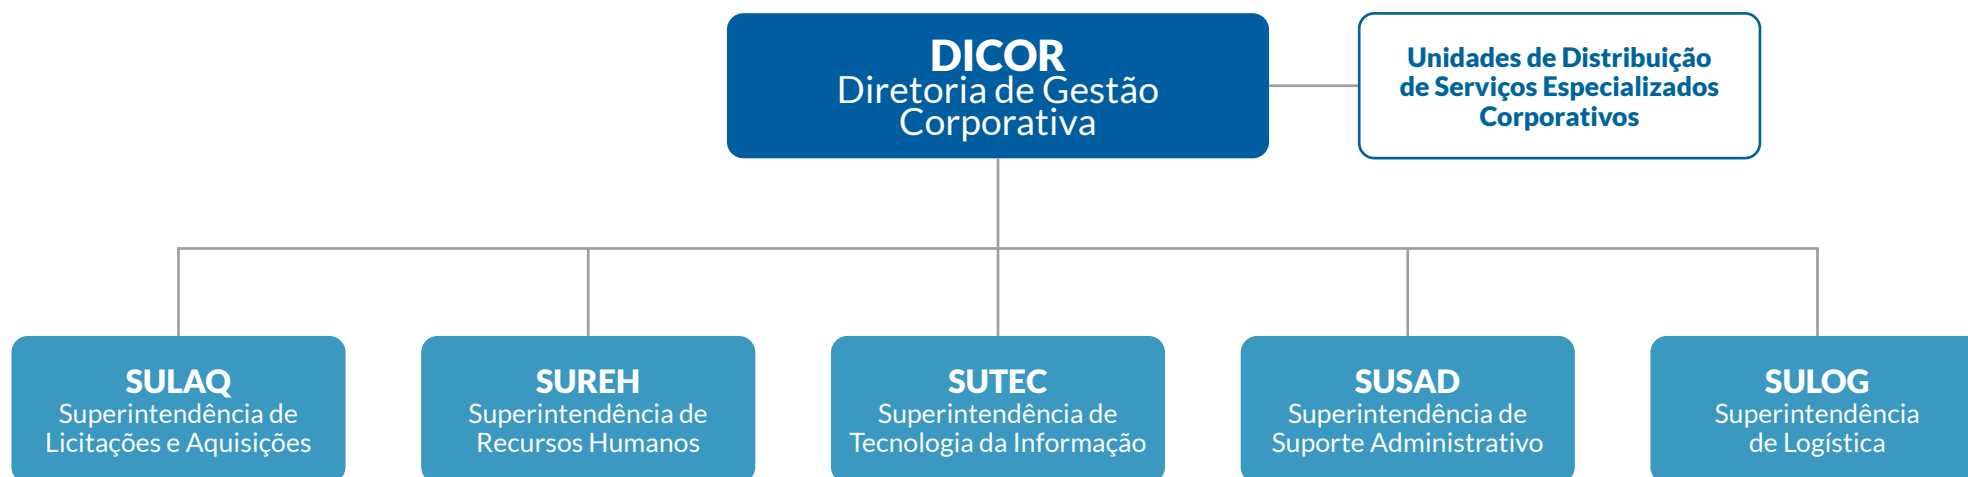 DICOR
Diretoria de Gestão
Corporativa
Unidades de Distribuição
de Serviços Especializados
Corporativos
SULAQ
Superintendência de
Licitações e Aquisições
SUREH
Superintendência de
Recursos Humanos
SUTEC
Superintendência de
Tecnologia da Informação
SUSAD
Superintendência de
Suporte Administrativo
SULOG
Superintendência
de Logística